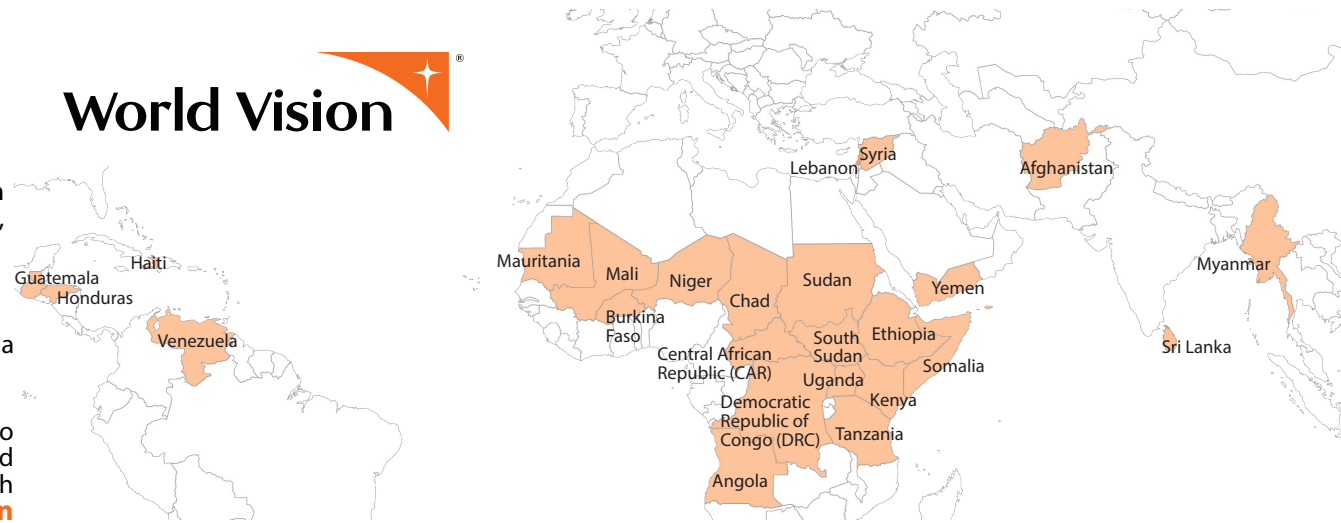 World Vision
®
n
,
a
o
d
h
n
Guatemala
Haiti
Honduras
Venezuela
Lebanon
Syria
Afghanistan
Mauritania
Mali
Niger
Chad
Sudan
Yemen
Myanmar
Burkina
Faso
Central African
Republic (CAR)
South
Sudan
Ethiopia
Somalia
Sri Lanka
Uganda
Kenya
Democratic
Republic of
Congo (DRC)
Tanzania
Angola